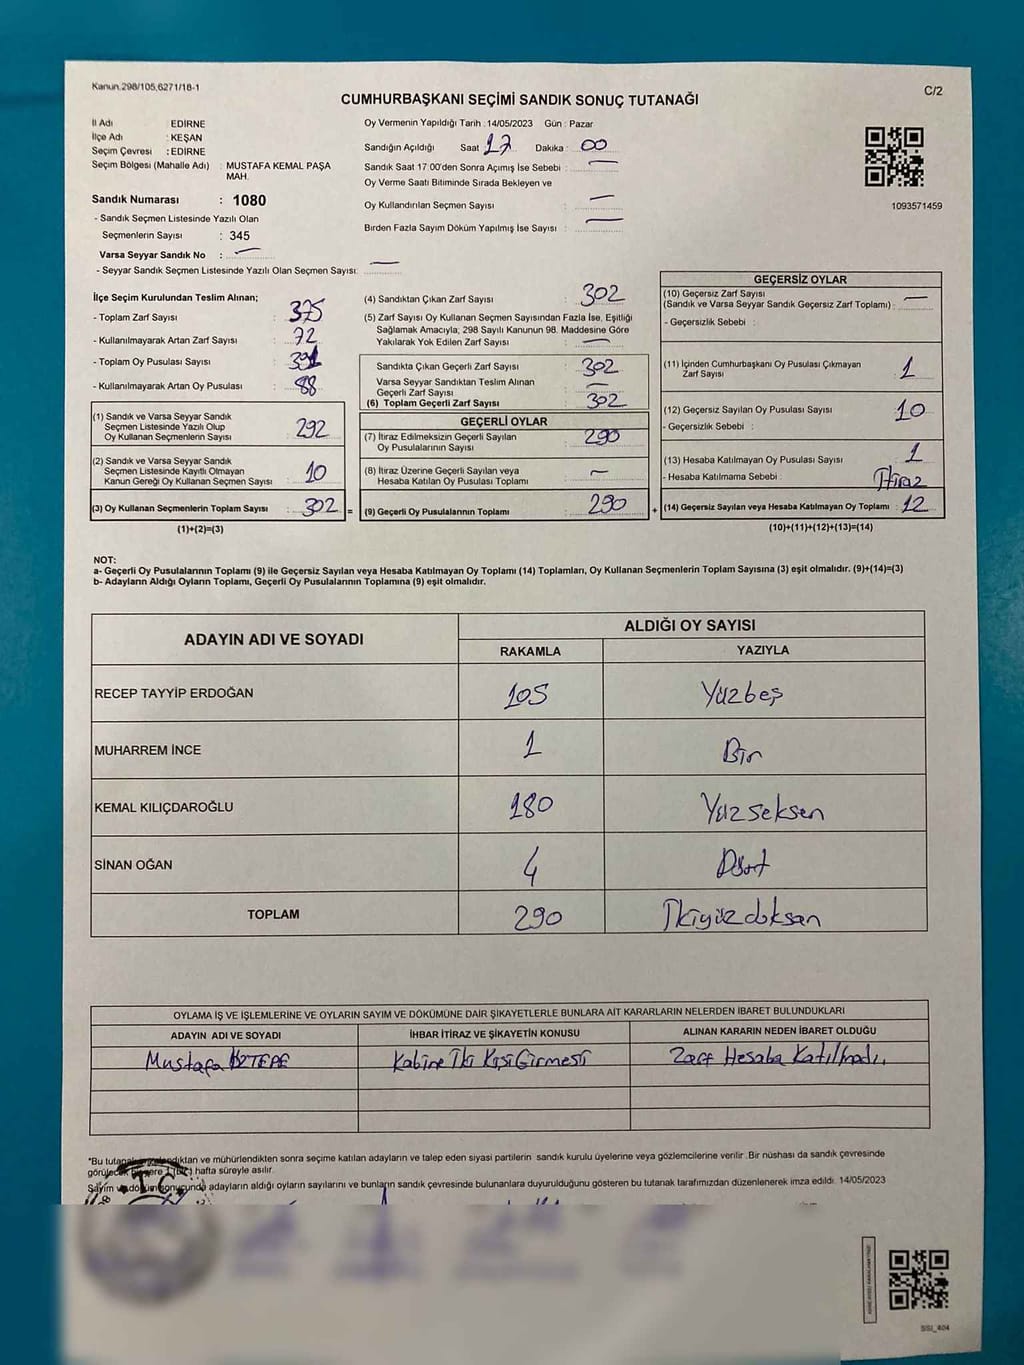 Kanun.298/105,6271/18-1
C/2
CUMHURBAŞKANI SEÇİMİ SANDIK SONUÇ TUTANAĞI
İl Adı : EDİRNE
İlçe Adı : KEŞAN
Seçim Çevresi : EDİRNE
Seçim Bölgesi (Mahalle Adı) : MUSTAFA KEMAL PAŞA
MAH.
Sandık Numarası : 1080
- Sandık Seçmen Listesinde Yazılı Olan
Seçmenlerin Sayısı : 345
Varsa Seyyar Sandık No : —
- Seyyar Sandık Seçmen Listesinde Yazılı Olan Seçmen Sayısı: —
Oy Vermenin Yapıldığı Tarih : 14/05/2023 Gün : Pazar
Sandığın Açıldığı Saat 17 Dakika : 00
Sandık Saat 17:00'den Sonra Açımış İse Sebebi : —
Oy Verme Saati Bitiminde Sırada Bekleyen ve
Oy Kullandırılan Seçmen Sayısı : —
Birden Fazla Sayım Döküm Yapılmış İse Sayısı : —
1093571459
İlçe Seçim Kurulundan Teslim Alınan;
- Toplam Zarf Sayısı : 375
- Kullanılmayarak Artan Zarf Sayısı : 72
- Toplam Oy Pusulası Sayısı :
- Kullanılmayarak Artan Oy Pusulası : 88
(1) Sandık ve Varsa Seyyar Sandık
Seçmen Listesinde Yazılı Olup
Oy Kullanan Seçmenlerin Sayısı : 292
(2) Sandık ve Varsa Seyyar Sandık
Seçmen Listesinde Kayıtlı Olmayan
Kanun Gereği Oy Kullanan Seçmen Sayısı : 10
(3) Oy Kullanan Seçmenlerin Toplam Sayısı : 302 =
(1)+(2)=(3)
(4) Sandıktan Çıkan Zarf Sayısı : 302
(5) Zarf Sayısı Oy Kullanan Seçmen Sayısından Fazla İse, Eşitliği
Sağlamak Amacıyla; 298 Sayılı Kanunun 98. Maddesine Göre
Yakılarak Yok Edilen Zarf Sayısı : —
Sandıkta Çıkan Geçerli Zarf Sayısı : 302
Varsa Seyyar Sandıktan Teslim Alınan
Geçerli Zarf Sayısı : —
(6) Toplam Geçerli Zarf Sayısı : 302
GEÇERLİ OYLAR
(7) İtiraz Edilmeksizin Geçerli Sayılan
Oy Pusulalarının Sayısı : 290
(8) İtiraz Üzerine Geçerli Sayılan veya
Hesaba Katılan Oy Pusulası Toplamı : —
(9) Geçerli Oy Pusulalarının Toplamı : 290 +
GEÇERSİZ OYLAR
(10) Geçersiz Zarf Sayısı
(Sandık ve Varsa Seyyar Sandık Geçersiz Zarf Toplamı) : —
- Geçersizlik Sebebi :
(11) İçinden Cumhurbaşkanı Oy Pusulası Çıkmayan
Zarf Sayısı : 1
(12) Geçersiz Sayılan Oy Pusulası Sayısı : 10
- Geçersizlik Sebebi :
(13) Hesaba Katılmayan Oy Pusulası Sayısı : 1
- Hesaba Katılmama Sebebi : İtiraz
(14) Geçersiz Sayılan veya Hesaba Katılmayan Oy Toplamı : 12
(10)+(11)+(12)+(13)=(14)
NOT:
a- Geçerli Oy Pusulalarının Toplamı (9) ile Geçersiz Sayılan veya Hesaba Katılmayan Oy Toplamı (14) Toplamları, Oy Kullanan Seçmenlerin Toplam Sayısına (3) eşit olmalıdır. (9)+(14)=(3)
b- Adayların Aldığı Oyların Toplamı, Geçerli Oy Pusulalarının Toplamına (9) eşit olmalıdır.
ADAYIN ADI VE SOYADI ALDIĞI OY SAYISI
RAKAMLA YAZIYLA
RECEP TAYYİP ERDOĞAN 105 Yüzbeş
MUHARREM İNCE 1 Bir
KEMAL KILIÇDAROĞLU 180 Yüzseksen
SİNAN OĞAN 4 Dört
TOPLAM 290 İkiyüzdoksan
OYLAMA İŞ VE İŞLEMLERİNE VE OYLARIN SAYIM VE DÖKÜMÜNE DAİR ŞİKAYETLERLE BUNLARA AİT KARARLARIN NELERDEN İBARET BULUNDUKLARI
ADAYIN ADI VE SOYADI İHBAR İTİRAZ VE ŞİKAYETİN KONUSU ALINAN KARARIN NEDEN İBARET OLDUĞU
Mustafa Kabine İki Kişi Girmesi Zarf Hesaba Katılmadı.
*Bu ve mühürlendikten sonra seçime katılan adayların ve talep eden siyasi partilerin sandık kurulu üyelerine veya gözlemcilerine verilir. Bir nüshası da sandık çevresinde
hafta süreyle asılır.
Sayım adayların aldığı oyların sayılarını ve bunların sandık çevresinde bulunanlara duyurulduğunu gösteren bu tutanak tarafımızdan düzenlenerek imza edildi. 14/05/2023
T.C.
SSI_404